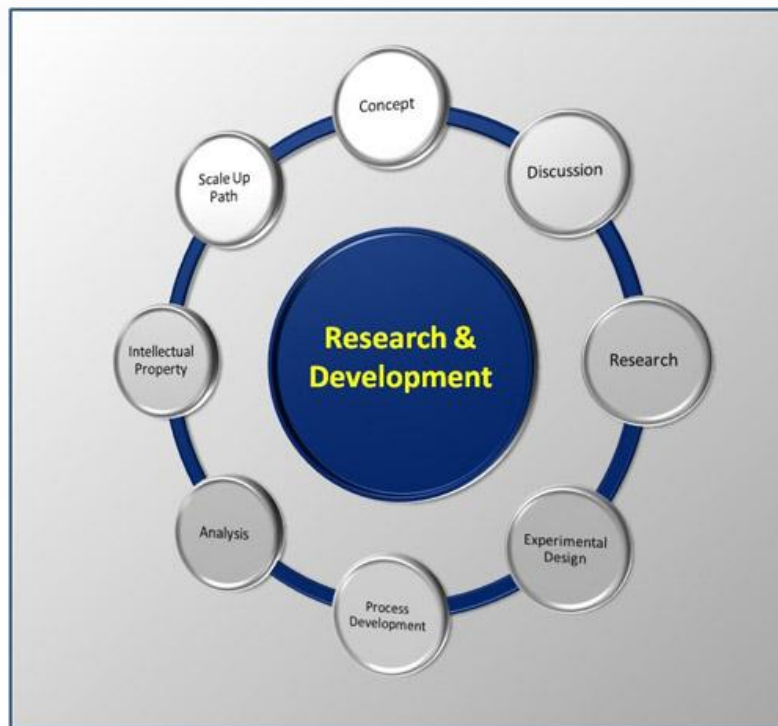 Concept
Discussion
Research
Experimental
Design
Process
Development
Analysis
Intellectual
Property
Scale Up
Path
Research &
Development